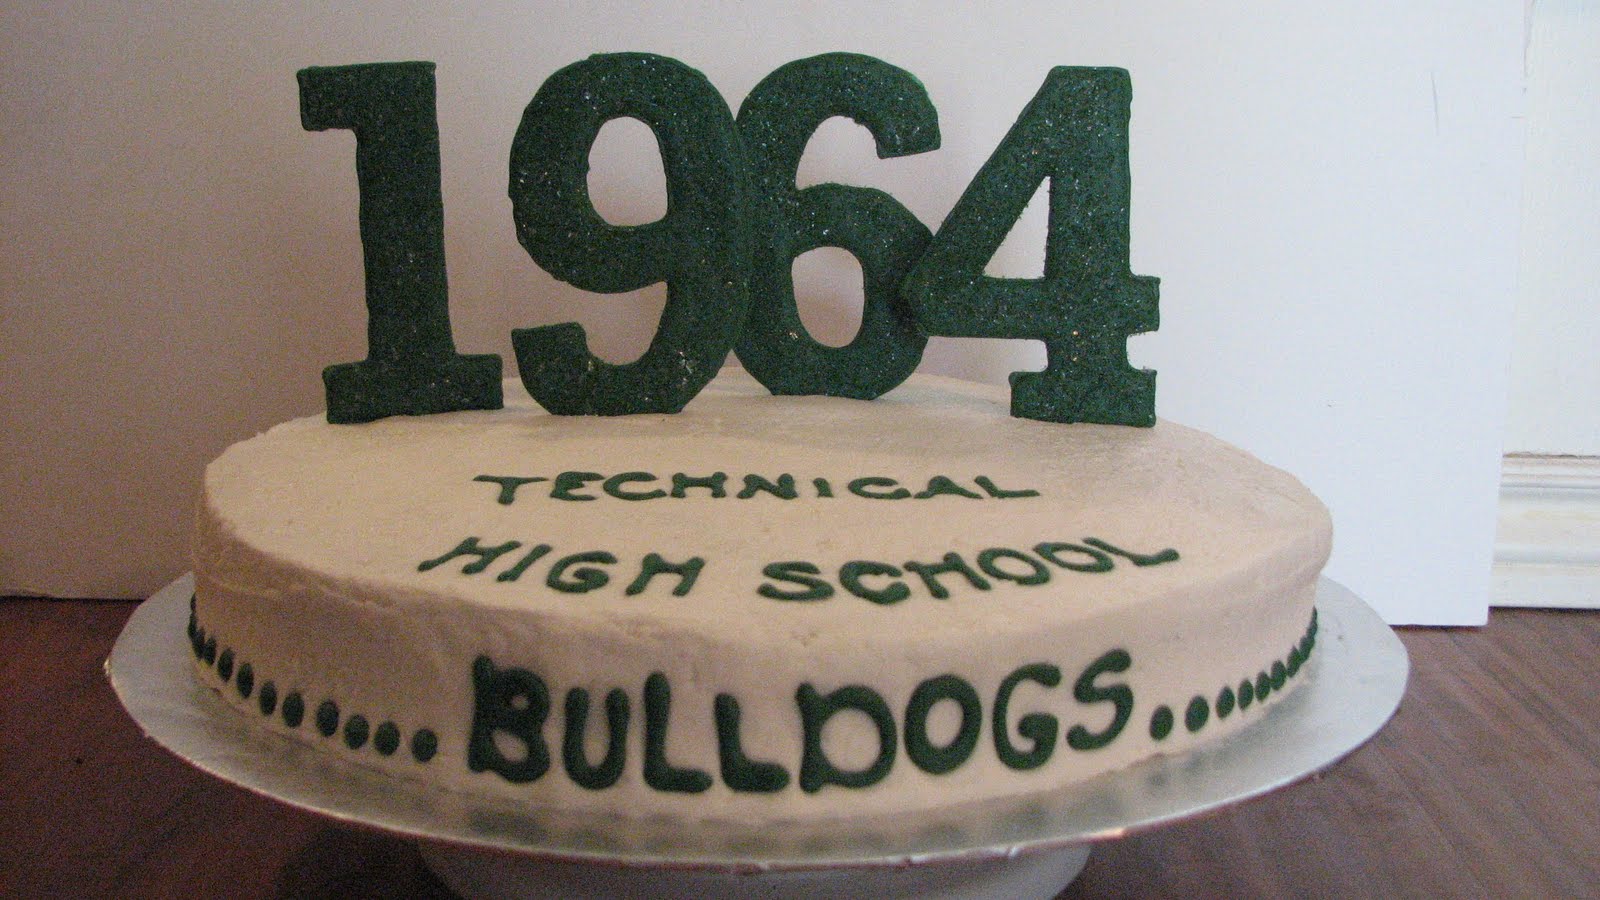 1964
TECHNICAL
HIGH SCHOOL
BULLDOGS